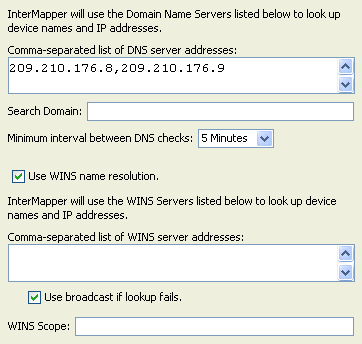 InterMapper will use the Domain Name Servers listed below to look up
device names and IP addresses.
Comma-separated list of DNS server addresses:
209.210.176.8,209.210.176.9
Search Domain:
Minimum interval between DNS checks: 5 Minutes
Use WINS name resolution.
InterMapper will use the WINS Servers listed below to look up device
names and IP addresses.
Comma-separated list of WINS server addresses:
Use broadcast if lookup fails.
WINS Scope: